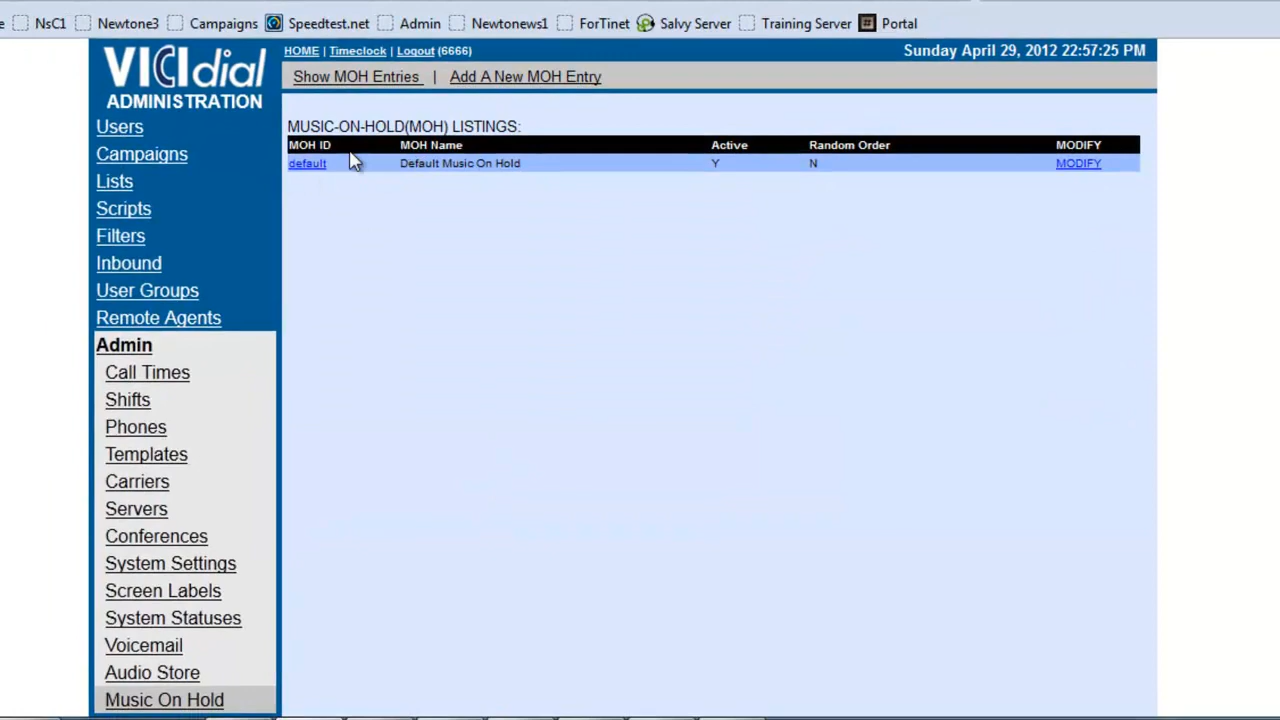 NsC1 Newtone3 Campaigns Speedtest.net Admin Newtonews1 ForTinet Salvy Server Training Server Portal
VICIdial
ADMINISTRATION
HOME | Timeclock | Logout (6666) Sunday April 29, 2012 22:57:25 PM
Show MOH Entries | Add A New MOH Entry
Users
Campaigns
Lists
Scripts
Filters
Inbound
User Groups
Remote Agents
Admin
Call Times
Shifts
Phones
Templates
Carriers
Servers
Conferences
System Settings
Screen Labels
System Statuses
Voicemail
Audio Store
Music On Hold
MUSIC-ON-HOLD(MOH) LISTINGS:
MOH ID MOH Name Active Random Order MODIFY
default Default Music On Hold Y N MODIFY